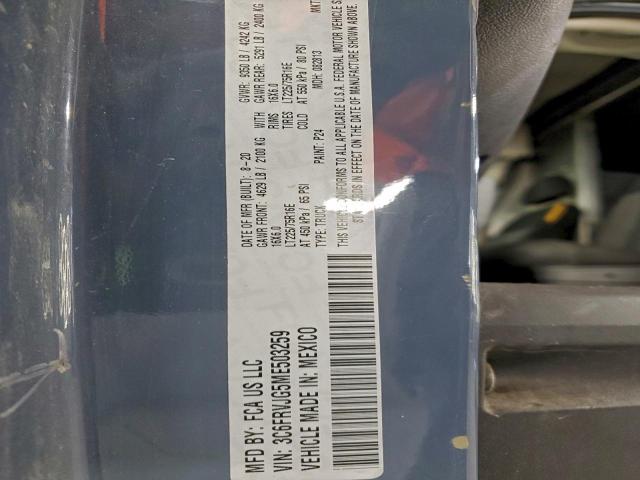 MFD BY: FCA US LLC
DATE OF MFR (BUILT): 8-20
GVWR: 9350 LB / 4242 KG
GAWR FRONT: 4629 LB / 2100 KG WITH
GAWR REAR: 5291 LB / 2400 KG
16X6.0 RIMS 16X6.0
LT225/75R16E TIRES LT225/75R16E
AT 450 kPa / 65 PSI COLD AT 550 kPa / 80 PSI
VIN: 3C6FRVJG5ME503259
TYPE: TRUCK PAINT: P24 MDH: 082813 MKT
VEHICLE MADE IN: MEXICO
THIS VEHICLE CONFORMS TO ALL APPLICABLE U.S.A. FEDERAL MOTOR VEHICLE S
IN EFFECT ON THE DATE OF MANUFACTURE SHOWN ABOVE.